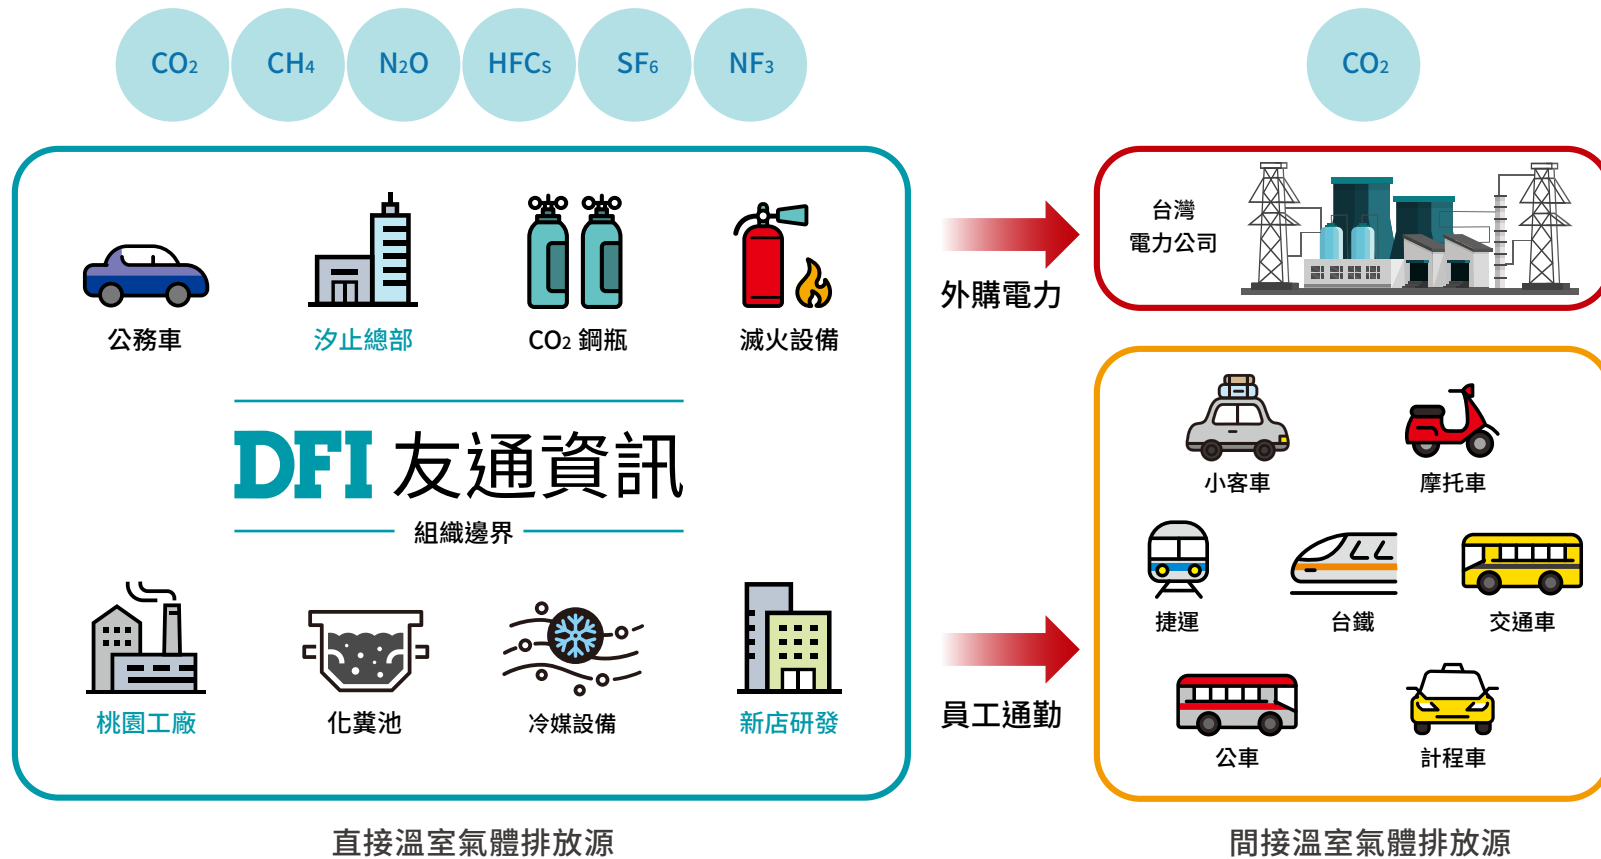 CO₂ CH₄ N₂O HFCs SF₆ NF₃
公務車 汐止總部 CO₂ 鋼瓶 滅火設備
DFI 友通資訊
組織邊界
桃園工廠 化糞池 冷媒設備 新店研發
直接溫室氣體排放源
外購電力
員工通勤
CO₂
台灣
電力公司
小客車 摩托車
捷運 台鐵 交通車
公車 計程車
間接溫室氣體排放源